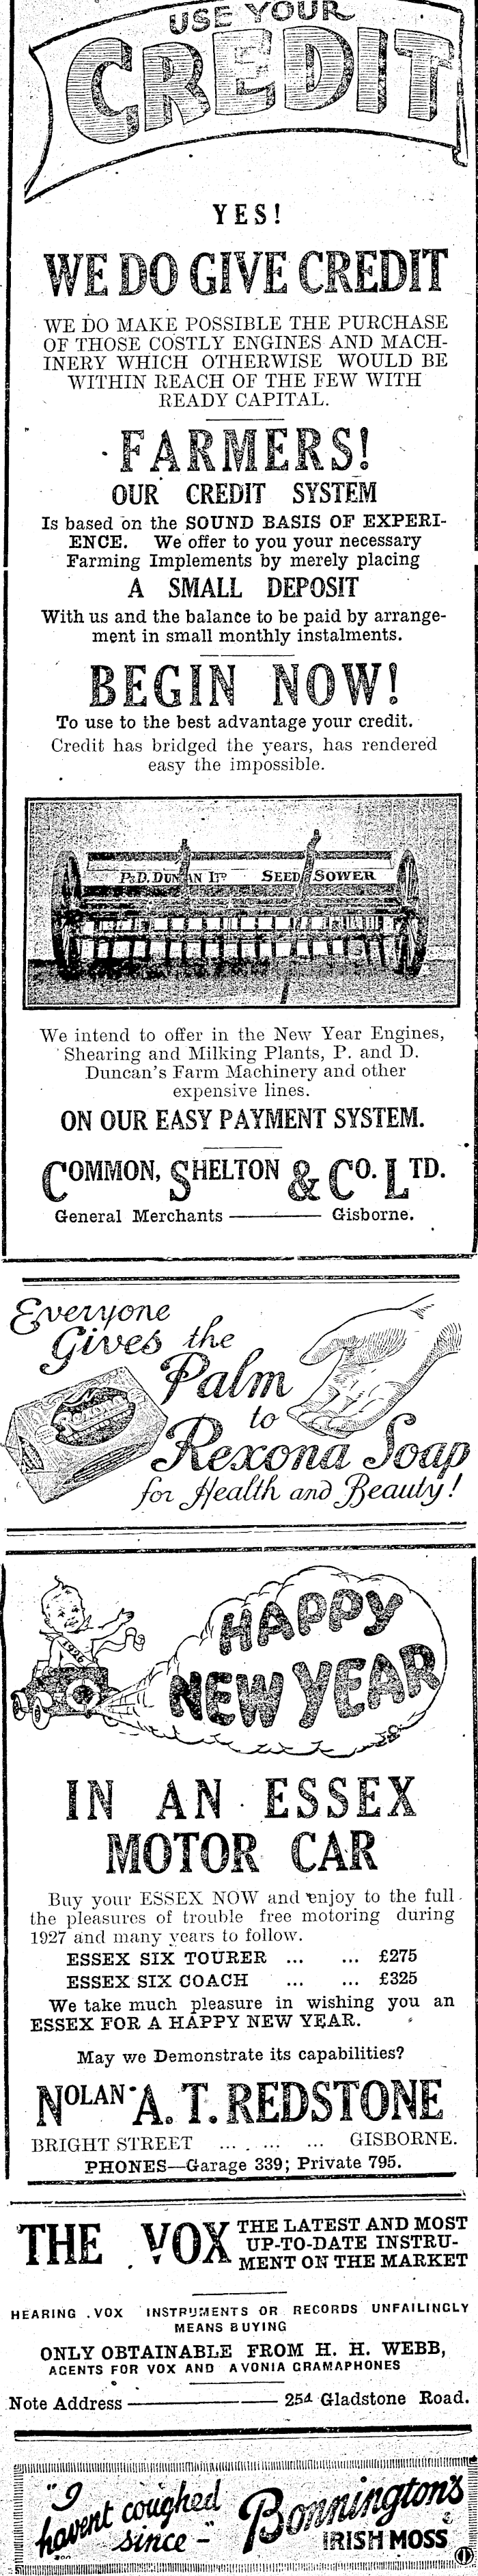 USE YOUR
CREDIT
YES!
WE DO GIVE CREDIT
WE DO MAKE POSSIBLE THE PURCHASE
OF THOSE COSTLY ENGINES AND MACH-
INERY WHICH OTHERWISE WOULD BE
WITHIN REACH OF THE FEW WITH
READY CAPITAL.
FARMERS!
OUR CREDIT SYSTEM
Is based on the SOUND BASIS OF EXPERI-
ENCE. We offer to you your necessary
Farming Implements by merely placing
A SMALL DEPOSIT
With us and the balance to be paid by arrange-
ment in small monthly instalments.
BEGIN NOW!
To use to the best advantage your credit.
Credit has bridged the years, has rendered
easy the impossible.
P&D. DUNCAN LTD SEED SOWER
We intend to offer in the New Year Engines,
Shearing and Milking Plants, P. and D.
Duncan's Farm Machinery and other
expensive lines.
ON OUR EASY PAYMENT SYSTEM.
COMMON, SHELTON & CO. LTD.
General Merchants ——— Gisborne.
Everyone
Gives the
Palm
to
Rexona
Rexona Soap
for Health and Beauty!
HAPPY
NEW YEAR
IN AN ESSEX
MOTOR CAR
Buy your ESSEX NOW and enjoy to the full
the pleasures of trouble free motoring during
1927 and many years to follow.
ESSEX SIX TOURER ... ... £275
ESSEX SIX COACH ... ... £325
We take much pleasure in wishing you an
ESSEX FOR A HAPPY NEW YEAR.
May we Demonstrate its capabilities?
NOLAN A. T. REDSTONE
BRIGHT STREET ... ... ... GISBORNE.
PHONES—Garage 339; Private 795.
THE VOX THE LATEST AND MOST
UP-TO-DATE INSTRU-
MENT ON THE MARKET
HEARING VOX INSTRUMENTS OR RECORDS UNFAILINGLY
MEANS BUYING
ONLY OBTAINABLE FROM H. H. WEBB,
AGENTS FOR VOX AND AVONIA GRAMAPHONES
Note Address ——— 254 Gladstone Road.
"I
havent coughed
since -"
Bonnington's
IRISH MOSS